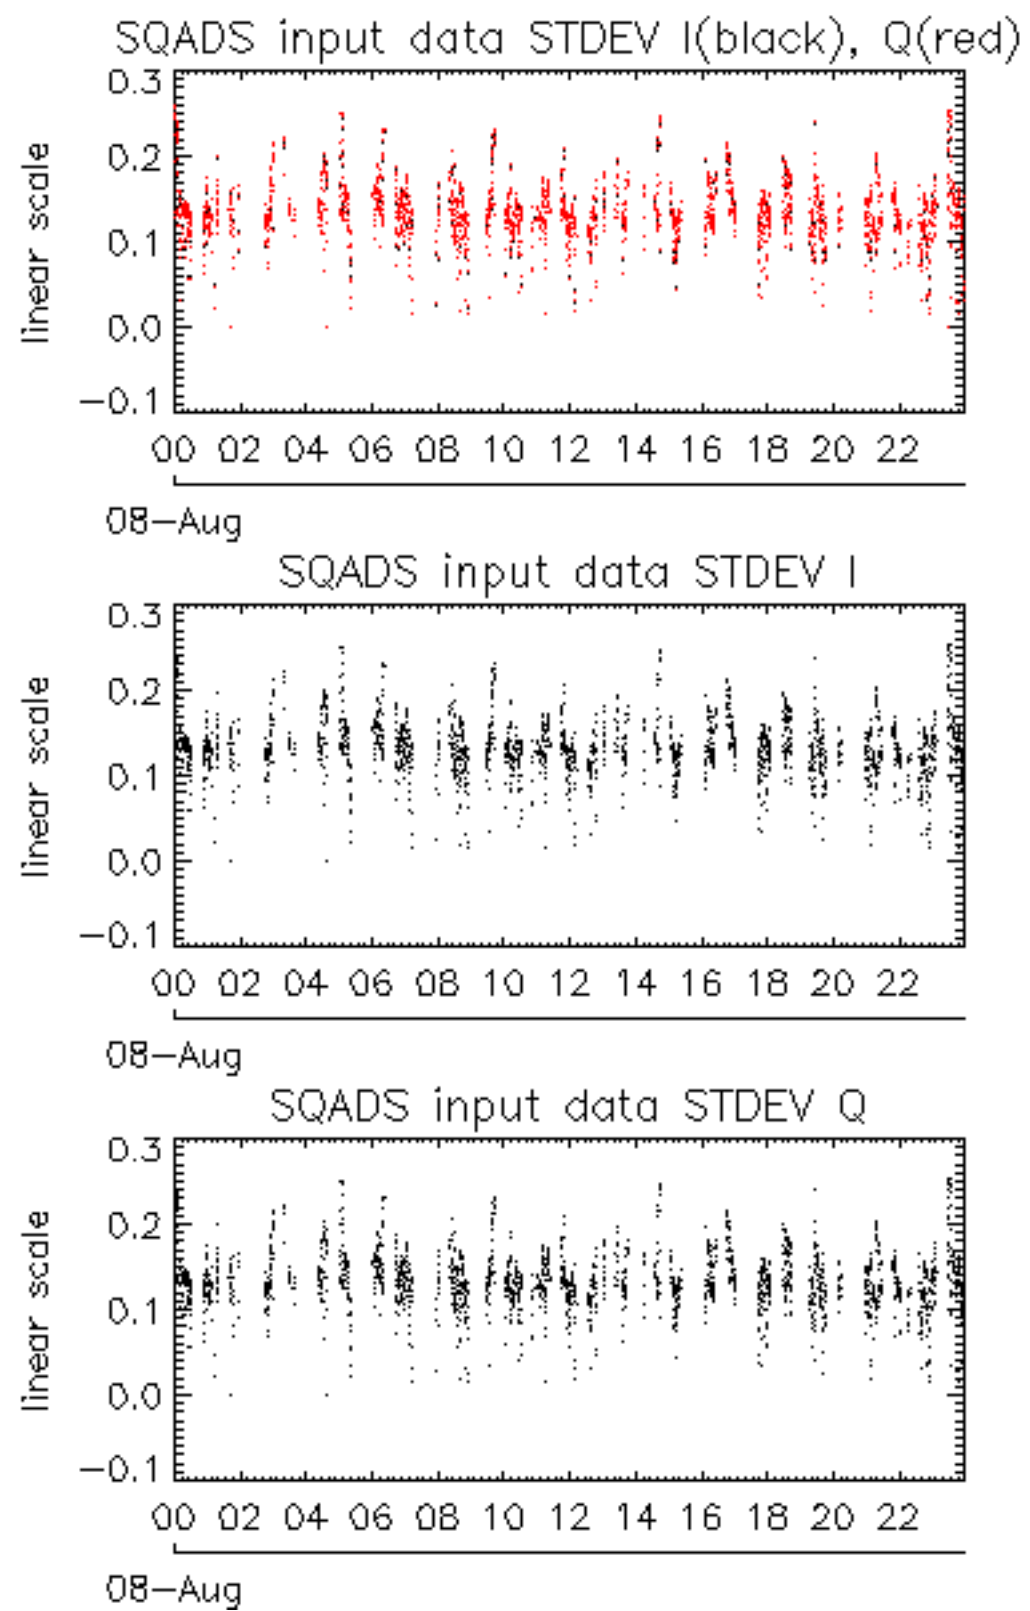 SQADS input data STDEV I(black), Q(red)
0.3
0.2
0.1
0.0
−0.1
linear scale
00 02 04 06 08 10 12 14 16 18 20 22
08−Aug
SQADS input data STDEV I
0.3
0.2
0.1
0.0
−0.1
linear scale
00 02 04 06 08 10 12 14 16 18 20 22
08−Aug
SQADS input data STDEV Q
0.3
0.2
0.1
0.0
−0.1
linear scale
00 02 04 06 08 10 12 14 16 18 20 22
08−Aug